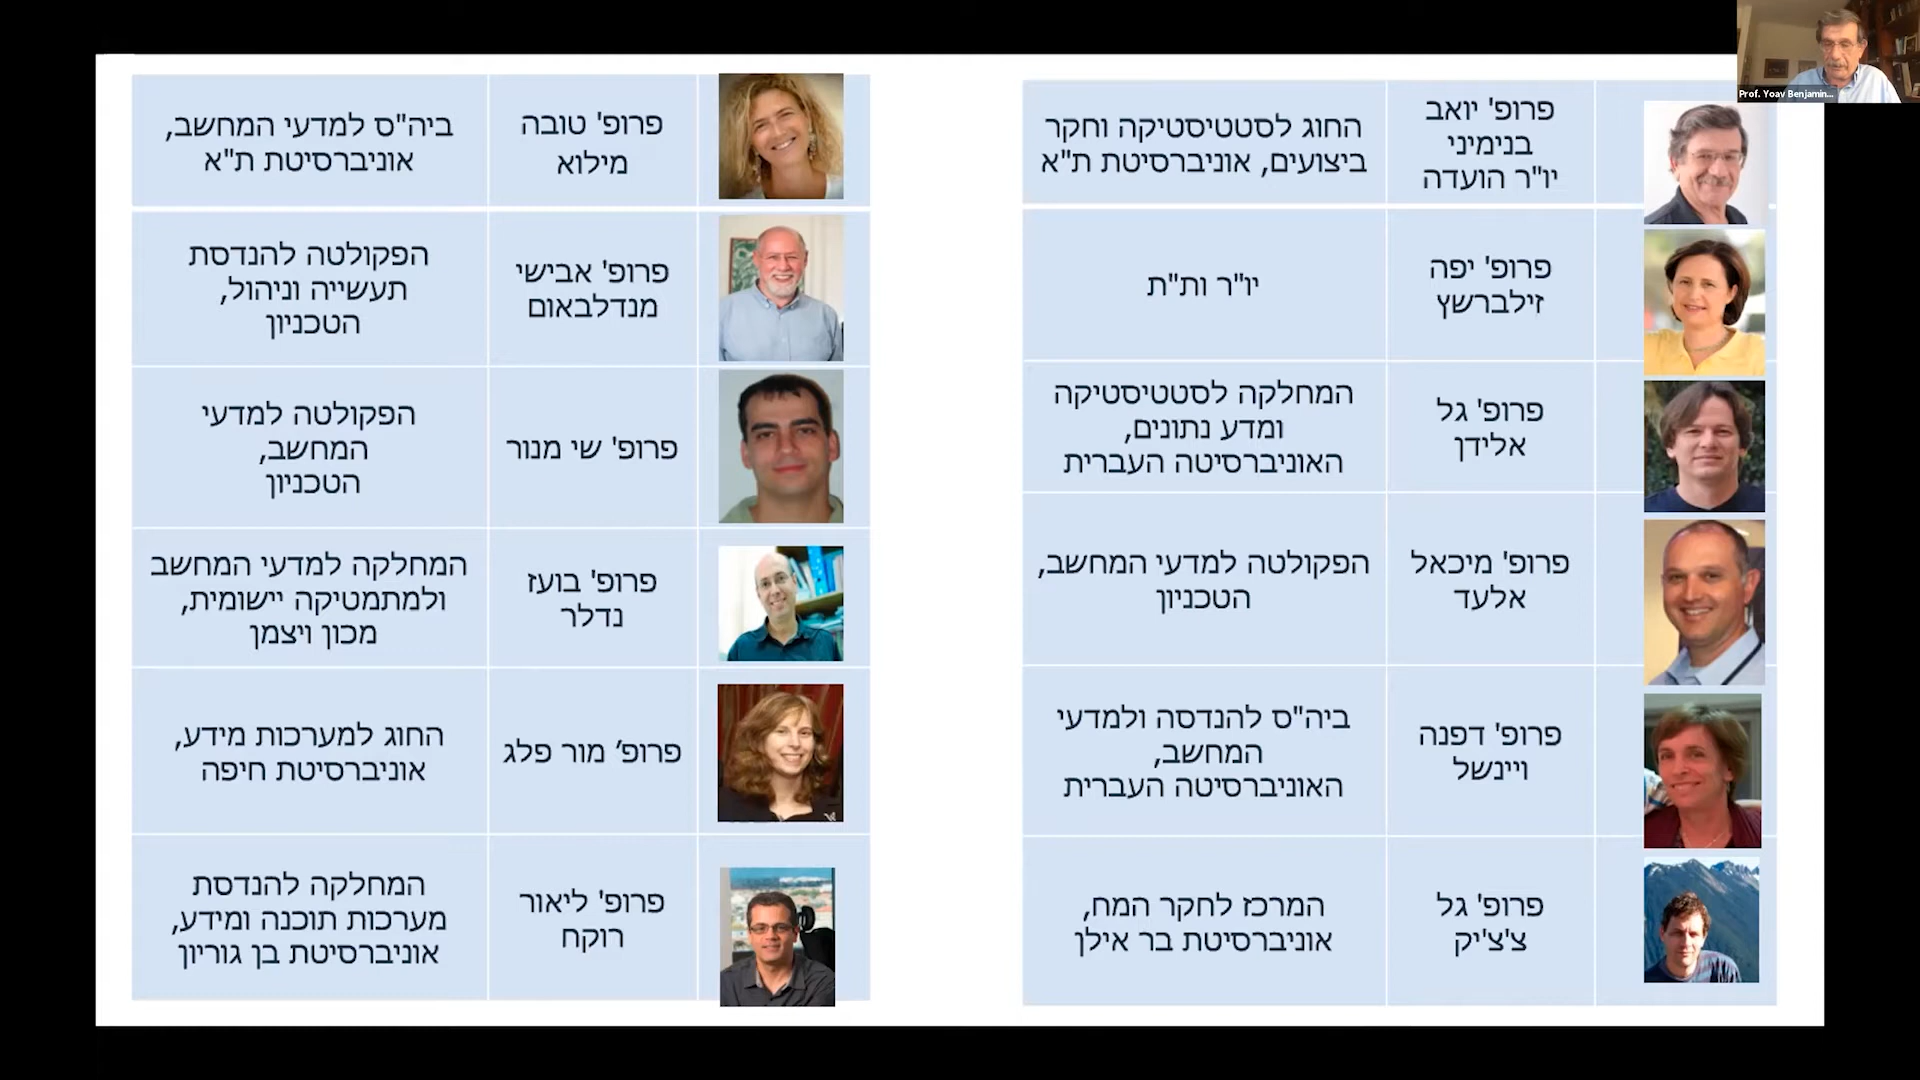 Prof. Yoav Benjamin...
פרופ' יואב
בנימיני
יו"ר הועדה
החוג לסטטיסטיקה וחקר
ביצועים, אוניברסיטת ת"א
פרופ' יפה
זילברשץ
יו"ר ות"ת
פרופ' גל
אלידן
המחלקה לסטטיסטיקה
ומדע נתונים,
האוניברסיטה העברית
פרופ' מיכאל
אלעד
הפקולטה למדעי המחשב,
הטכניון
פרופ' דפנה
ויינשל
ביה"ס להנדסה ולמדעי
המחשב,
האוניברסיטה העברית
פרופ' גל
צ'צ'יק
המרכז לחקר המח,
אוניברסיטת בר אילן
פרופ' טובה
מילוא
ביה"ס למדעי המחשב,
אוניברסיטת ת"א
פרופ' אבישי
מנדלבאום
הפקולטה להנדסת
תעשייה וניהול,
הטכניון
פרופ' שי מנור
הפקולטה למדעי
המחשב,
הטכניון
פרופ' בועז
נדלר
המחלקה למדעי המחשב
ולמתמטיקה יישומית,
מכון ויצמן
פרופ' מור פלג
החוג למערכות מידע,
אוניברסיטת חיפה
פרופ' ליאור
רוקח
המחלקה להנדסת
מערכות תוכנה ומידע,
אוניברסיטת בן גוריון